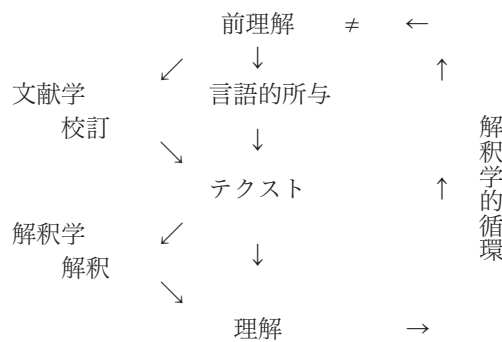 前理解 ≠ ←
↙ ↓ ↑
文献学 言語的所与
校訂 ↓
↘
テクスト ↑
解釈学 ↙
解釈 ↓
↘
理解 →
解釈学的循環